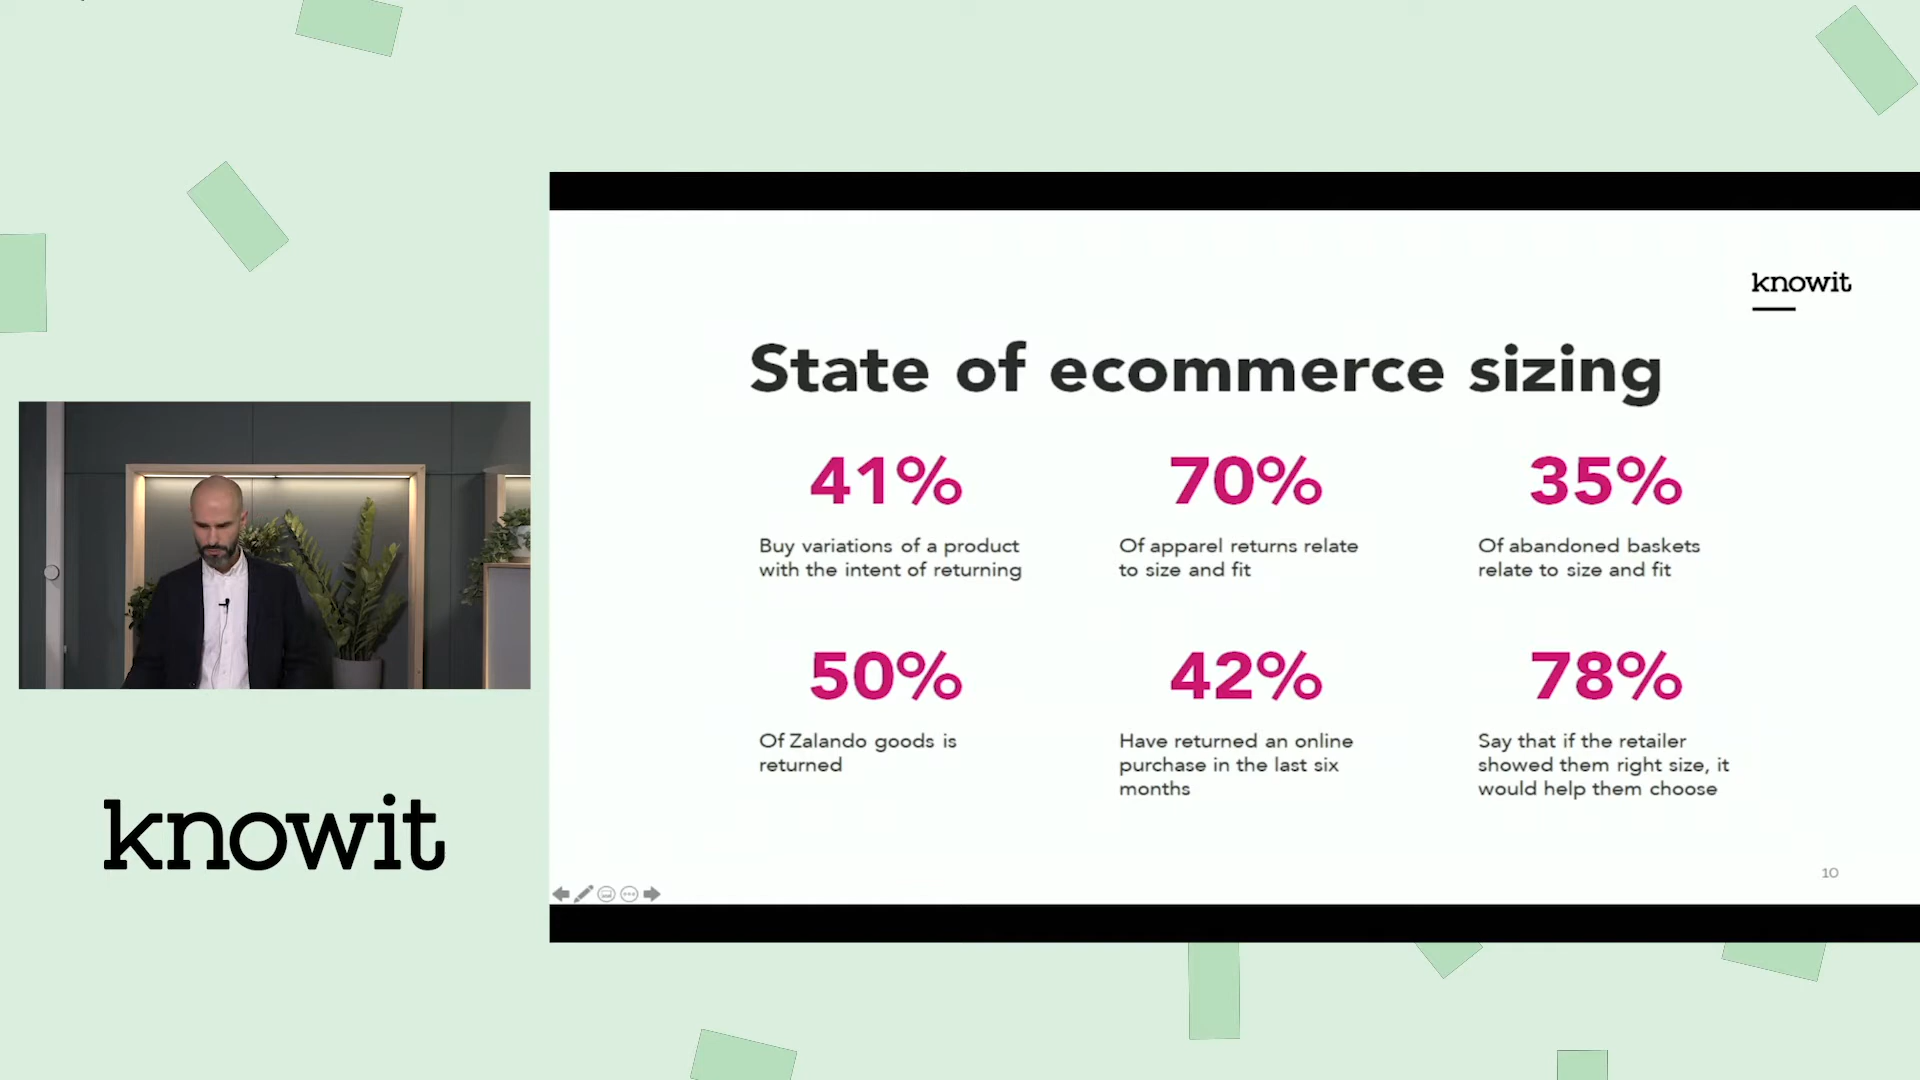 knowit
State of ecommerce sizing
41%
Buy variations of a product
with the intent of returning
70%
Of apparel returns relate
to size and fit
35%
Of abandoned baskets
relate to size and fit
50%
Of Zalando goods is
returned
42%
Have returned an online
purchase in the last six
months
78%
Say that if the retailer
showed them right size, it
would help them choose
10
knowit